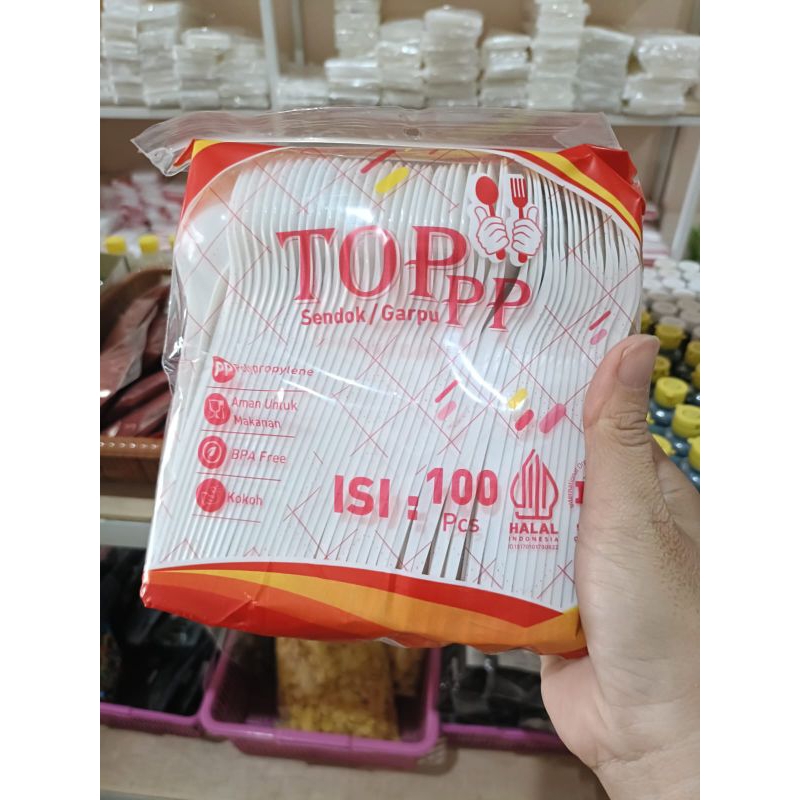 TOP
PP
Sendok / Garpu
PP Polypropylene
Aman Untuk
Makanan
BPA Free
Kokoh
ISI : 100
Pcs
HALAL
INDONESIA